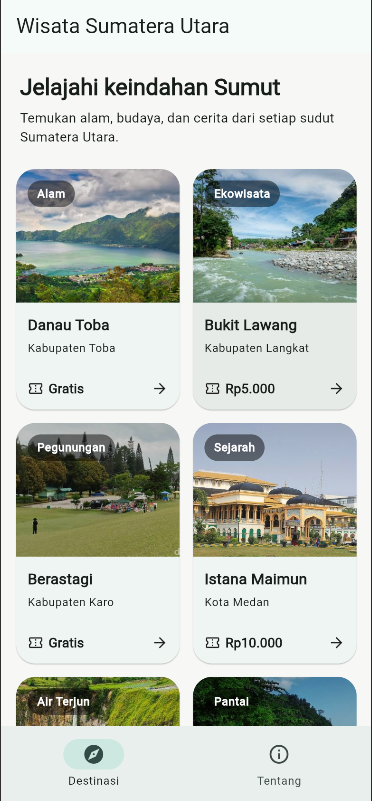 Wisata Sumatera Utara
Jelajahi keindahan Sumut
Temukan alam, budaya, dan cerita dari setiap sudut
Sumatera Utara.
Alam
Ekowisata
Danau Toba
Bukit Lawang
Kabupaten Toba
Kabupaten Langkat
Gratis
Rp5.000
Pegunungan
Sejarah
Berastagi
Istana Maimun
Kabupaten Karo
Kota Medan
Gratis
Rp10.000
Air Terjun
Pantai
Destinasi
Tentang